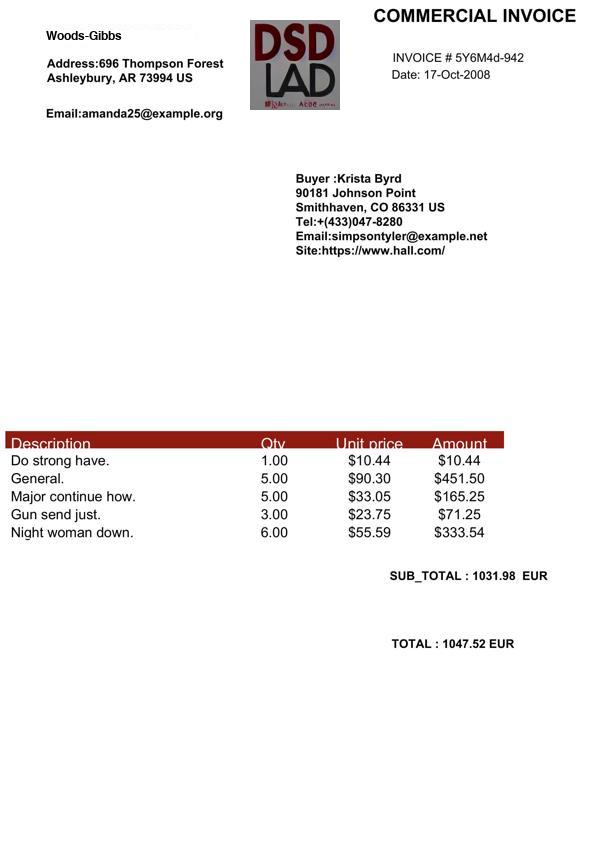 COMMERCIAL INVOICE
Woods-Gibbs
Address:696 Thompson Forest
Ashleybury, AR 73994 US
Email:amanda25@example.org
DSD
LAD
INVOICE # 5Y6M4d-942
Date: 17-Oct-2008
Buyer :Krista Byrd
90181 Johnson Point
Smithhaven, CO 86331 US
Tel:+(433)047-8280
Email:simpsontyler@example.net
Site:https://www.hall.com/
Description Qty Unit price Amount
Do strong have. 1.00 $10.44 $10.44
General. 5.00 $90.30 $451.50
Major continue how. 5.00 $33.05 $165.25
Gun send just. 3.00 $23.75 $71.25
Night woman down. 6.00 $55.59 $333.54
SUB_TOTAL : 1031.98 EUR
TOTAL : 1047.52 EUR